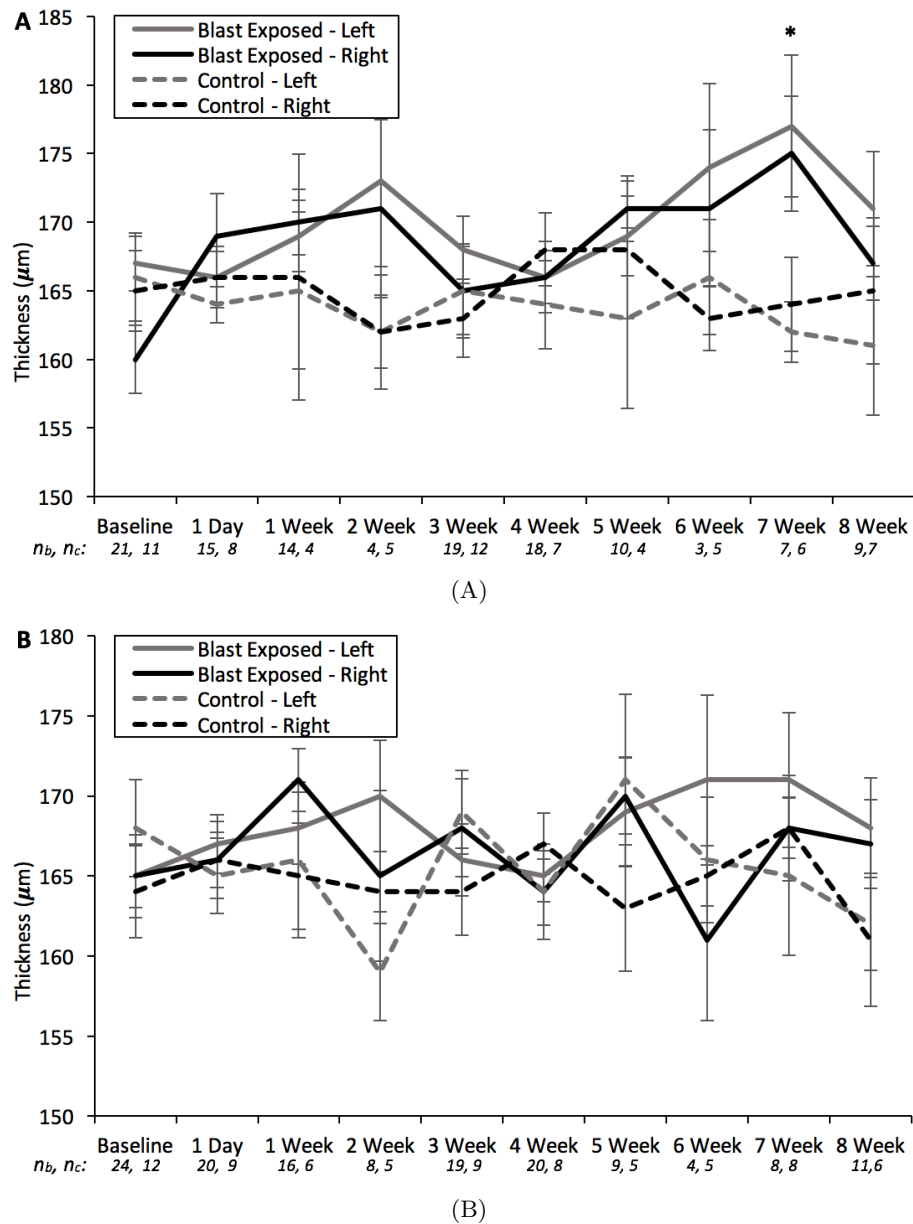 A
Blast Exposed - Left
Blast Exposed - Right
Control - Left
Control - Right
*
Thickness (μm)
185
180
175
170
165
160
155
150
Baseline 1 Day 1 Week 2 Week 3 Week 4 Week 5 Week 6 Week 7 Week 8 Week
nb, nc: 21, 11 15, 8 14, 4 4, 5 19, 12 18, 7 10, 4 3, 5 7, 6 9,7
(A)
B
Blast Exposed - Left
Blast Exposed - Right
Control - Left
Control - Right
Thickness (μm)
180
175
170
165
160
155
150
Baseline 1 Day 1 Week 2 Week 3 Week 4 Week 5 Week 6 Week 7 Week 8 Week
nb, nc: 24, 12 20, 9 16, 6 8, 5 19, 9 20, 8 9, 5 4, 5 8, 8 11,6
(B)